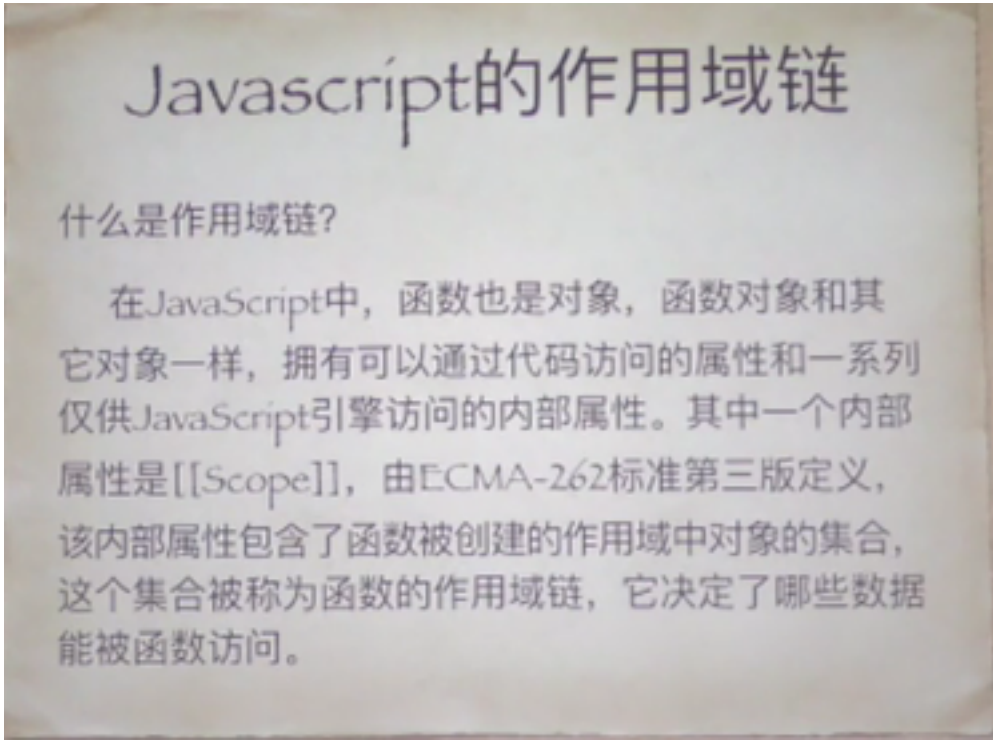 Javascript的作用域链
什么是作用域链?
在JavaScript中，函数也是对象，函数对象和其
它对象一样，拥有可以通过代码访问的属性和一系列
仅供JavaScript引擎访问的内部属性。其中一个内部
属性是[[Scope]]，由ECMA-262标准第三版定义，
该内部属性包含了函数被创建的作用域中对象的集合，
这个集合被称为函数的作用域链，它决定了哪些数据
能被函数访问。